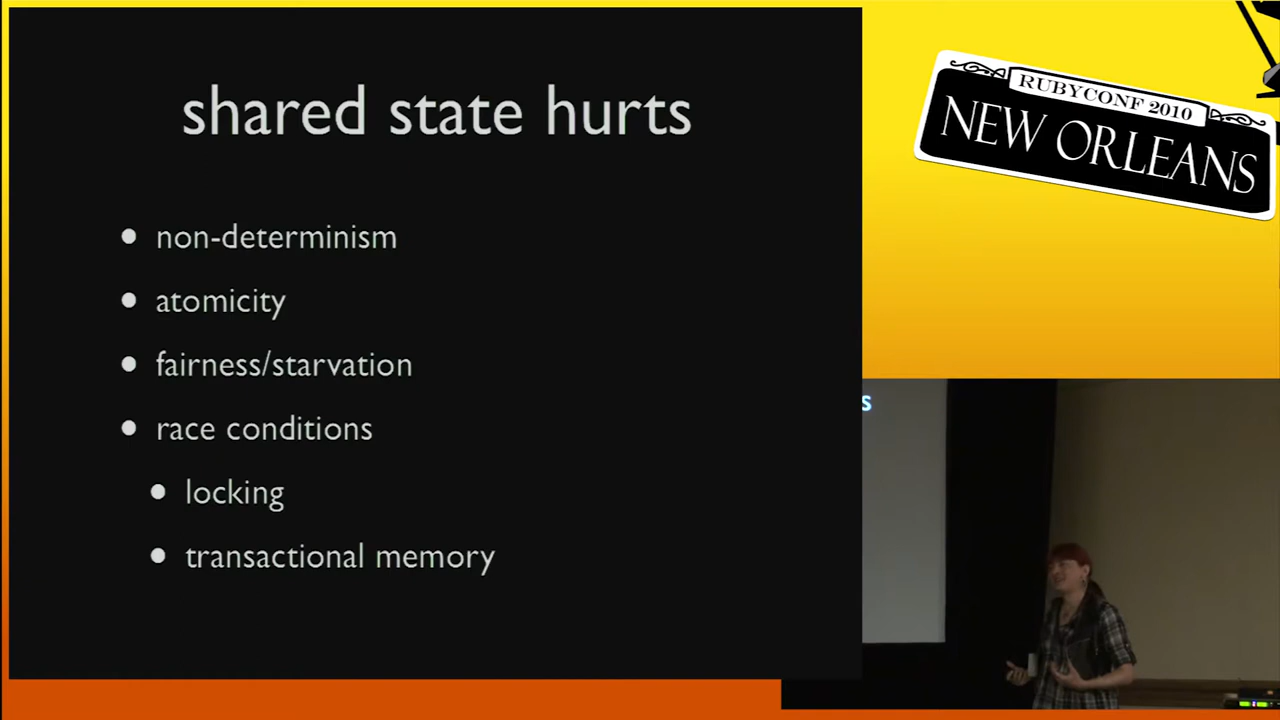 shared state hurts
non-determinism
atomicity
fairness/starvation
race conditions
locking
transactional memory
RUBYCONF 2010
NEW ORLEANS
s